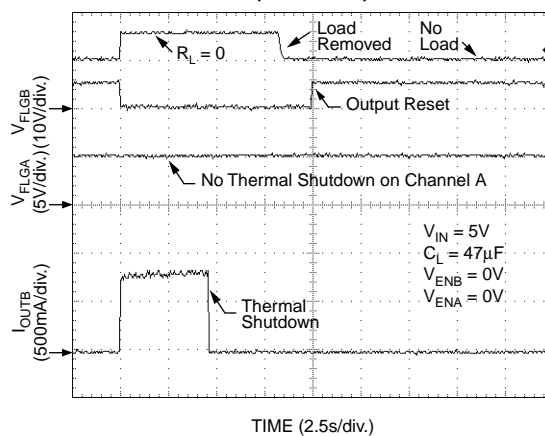 Load
Removed
No
Load
R_L = 0
V_FLGB
(10V/div.)
Output Reset
V_FLGA
(5V/div.)
No Thermal Shutdown on Channel A
V_IN = 5V
C_L = 47µF
V_ENB = 0V
V_ENA = 0V
I_OUTB
(500mA/div.)
Thermal
Shutdown
TIME (2.5s/div.)